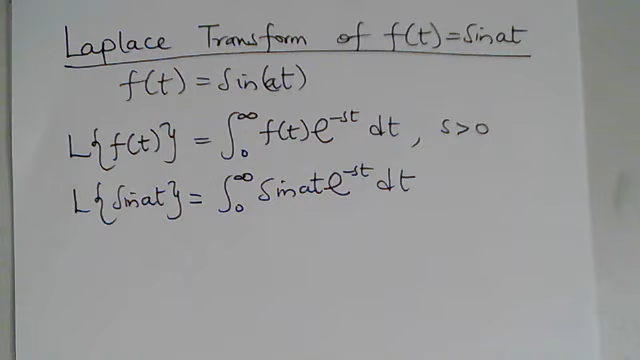 Laplace Transform of f(t)=Sinat
f(t) = Sin(at)
L{f(t)} = ∫₀^∞ f(t) e^-st dt, s>0
L{Sinat} = ∫₀^∞ Sinat e^-st dt